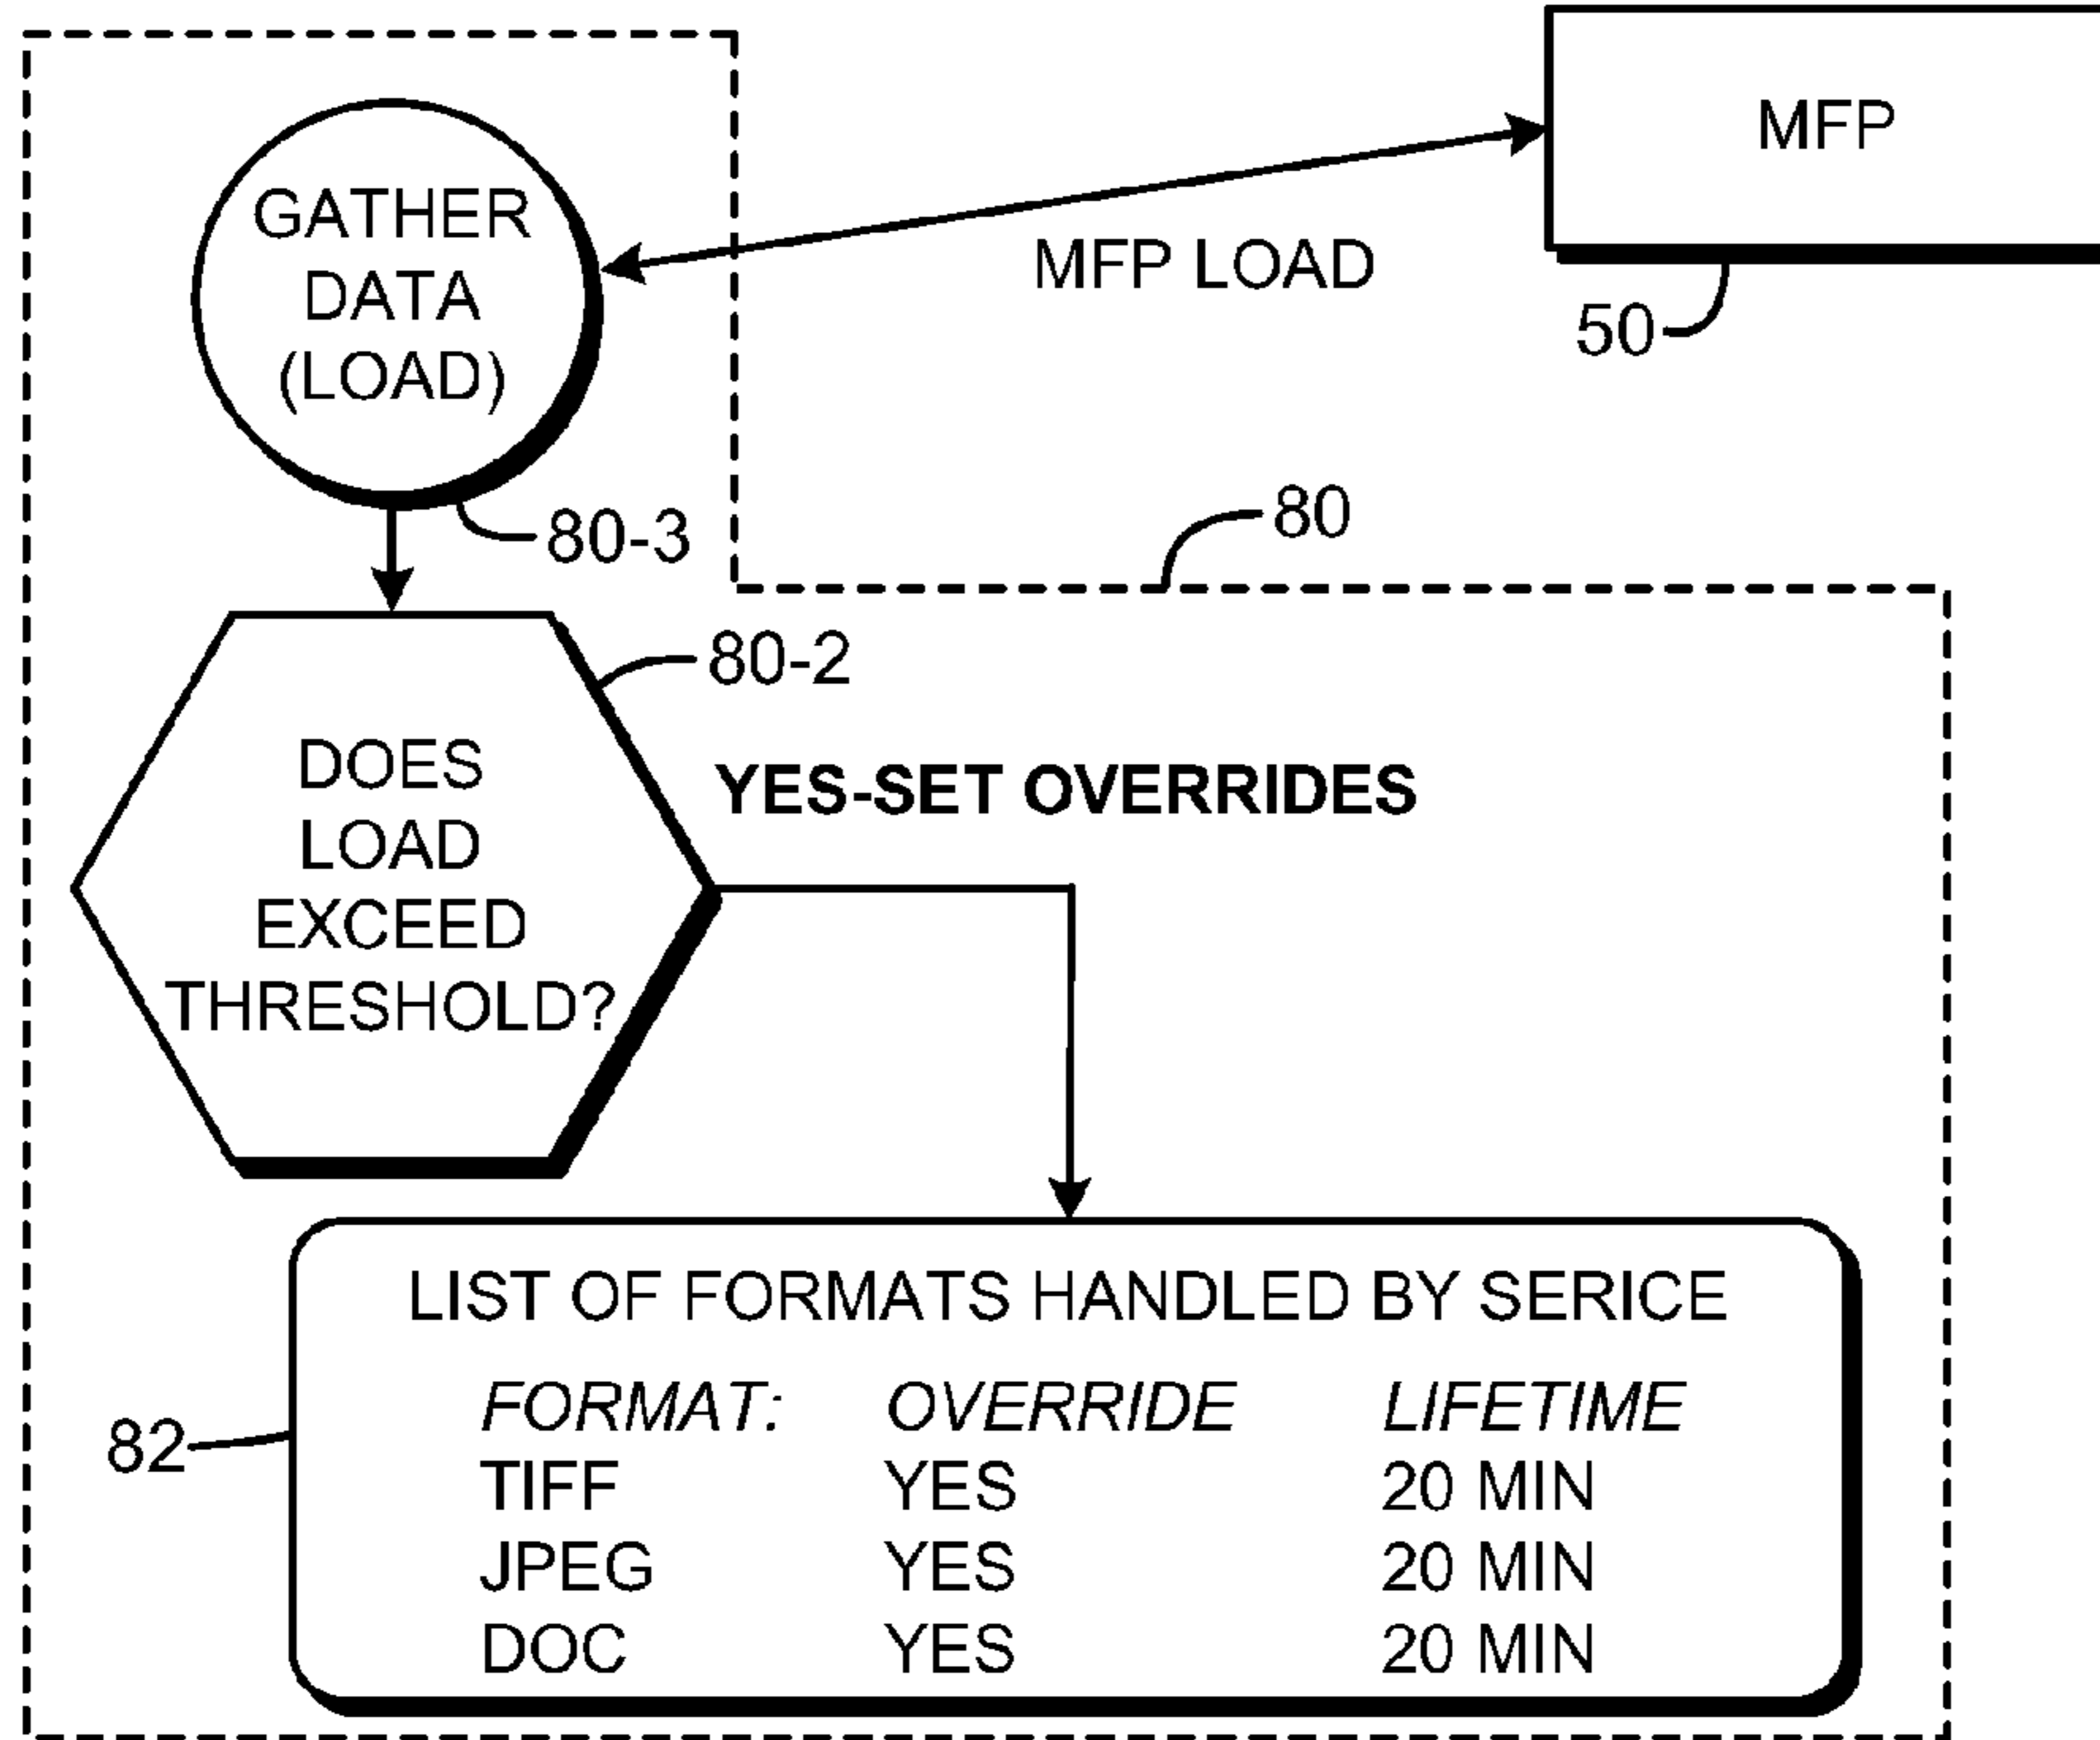 MFP
GATHER
DATA
(LOAD)
MFP LOAD
50
80
80-3
80-2
DOES
LOAD
EXCEED
THRESHOLD?
YES-SET OVERRIDES
LIST OF FORMATS HANDLED BY SERICE
FORMAT: OVERRIDE LIFETIME
82
TIFF YES 20 MIN
JPEG YES 20 MIN
DOC YES 20 MIN